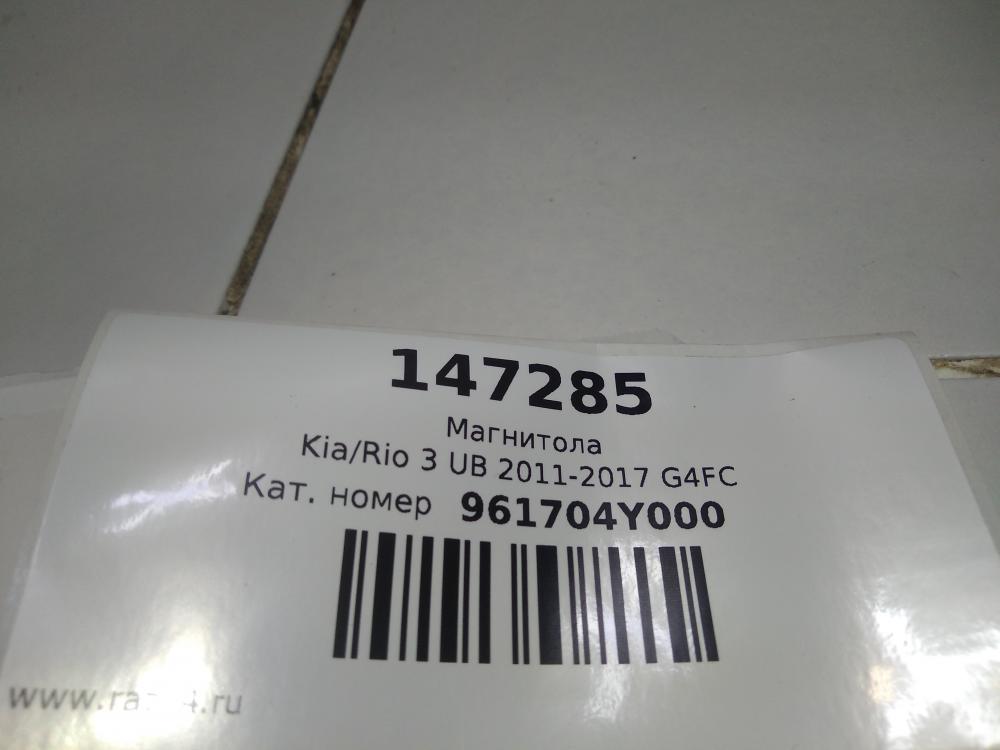 147285
Магнитола
Kia/Rio 3 UB 2011-2017 G4FC
Кат. номер 961704Y000